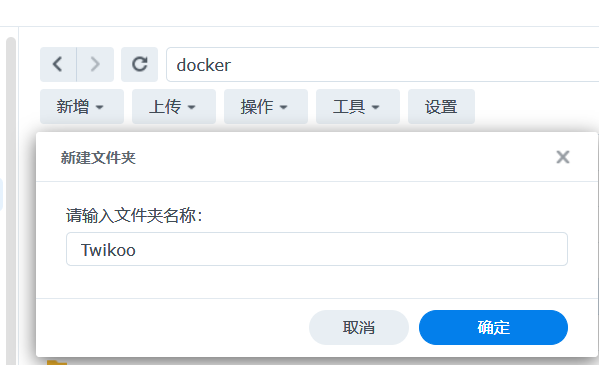 docker
新增 上传 操作 工具 设置
新建文件夹
请输入文件夹名称:
Twikoo
取消 确定